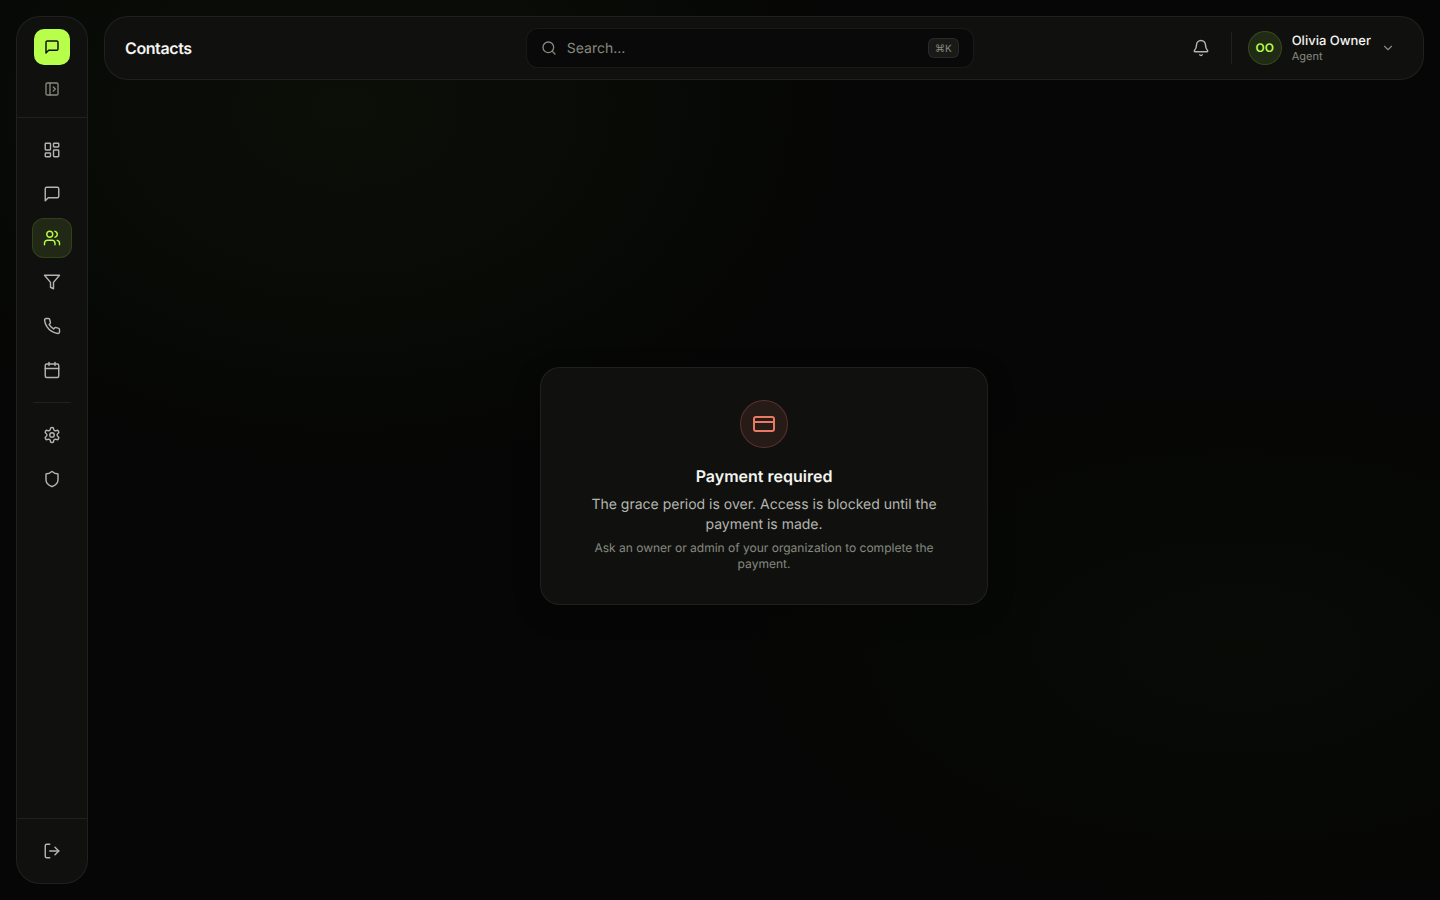 Contacts
Search...
⌘K
OO
Olivia Owner
Agent
Payment required
The grace period is over. Access is blocked until the
payment is made.
Ask an owner or admin of your organization to complete the
payment.